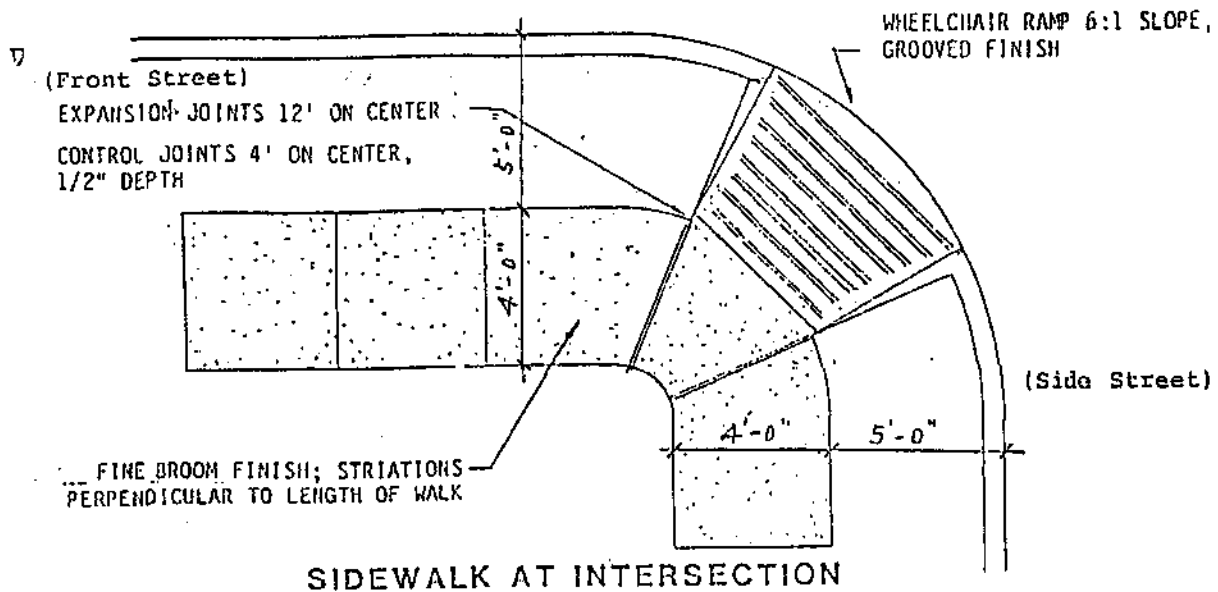 WHEELCHAIR RAMP 6:1 SLOPE,
GROOVED FINISH
(Front Street)
EXPANSION JOINTS 12' ON CENTER
CONTROL JOINTS 4' ON CENTER,
1/2" DEPTH
5'-0"
4'-0"
(Side Street)
4'-0"
5'-0"
FINE BROOM FINISH; STRIATIONS
PERPENDICULAR TO LENGTH OF WALK
SIDEWALK AT INTERSECTION